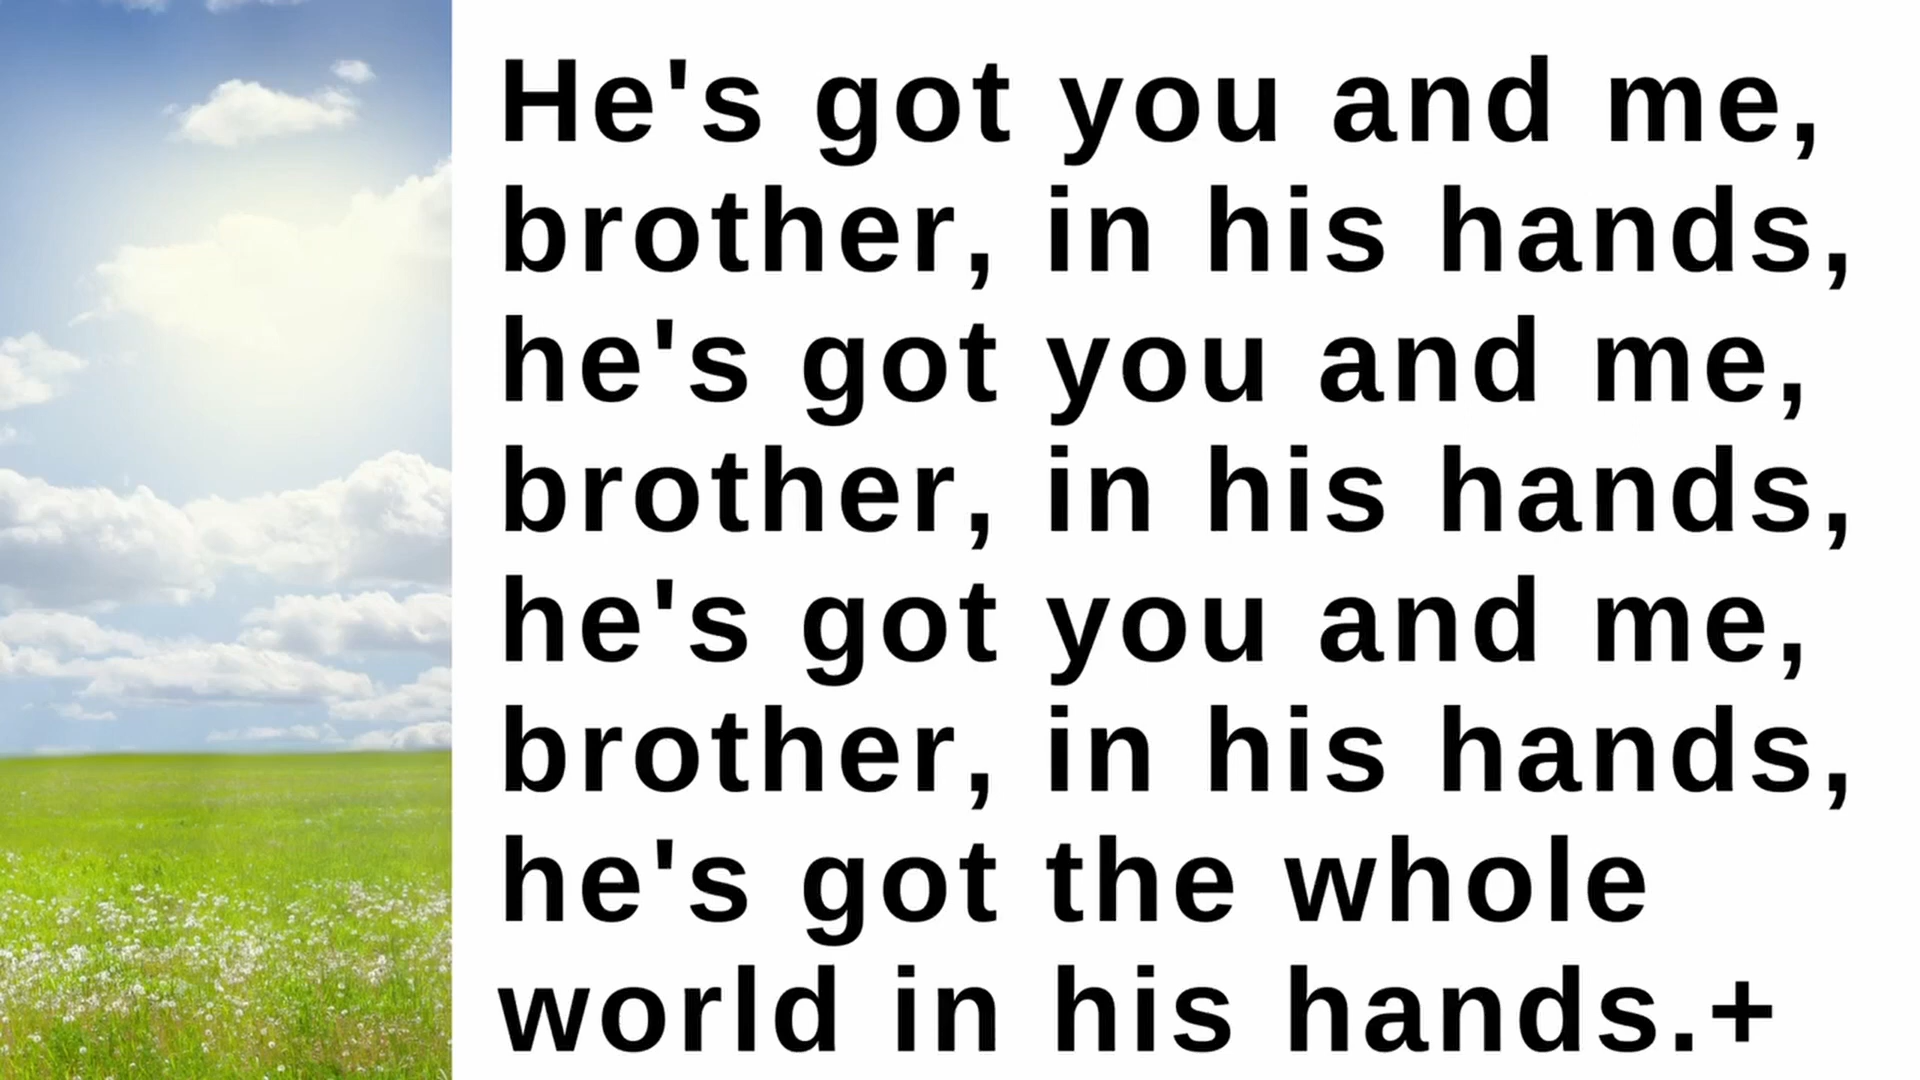 He's got you and me,
brother, in his hands,
he's got you and me,
brother, in his hands,
he's got you and me,
brother, in his hands,
he's got the whole
world in his hands.+